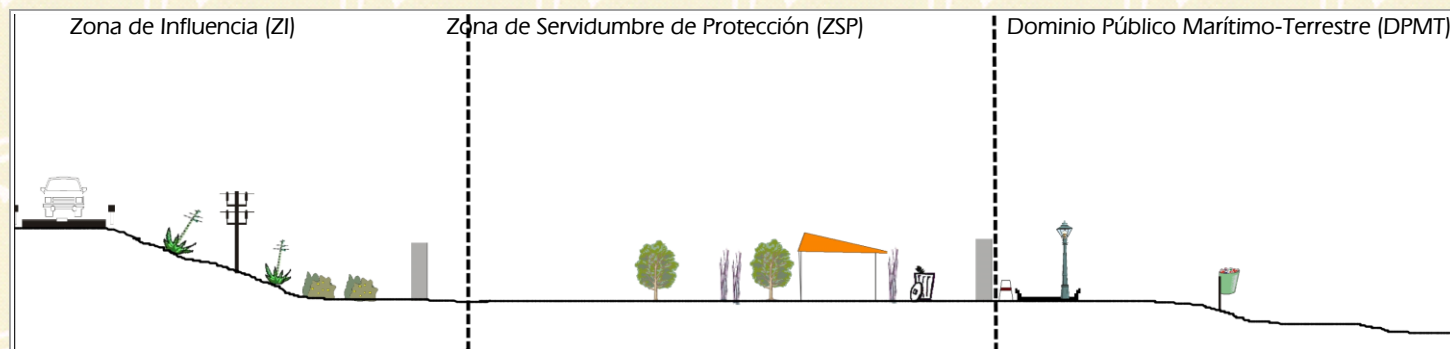 Zona de Influencia (ZI)
Zona de Servidumbre de Protección (ZSP)
Dominio Público Marítimo-Terrestre (DPMT)